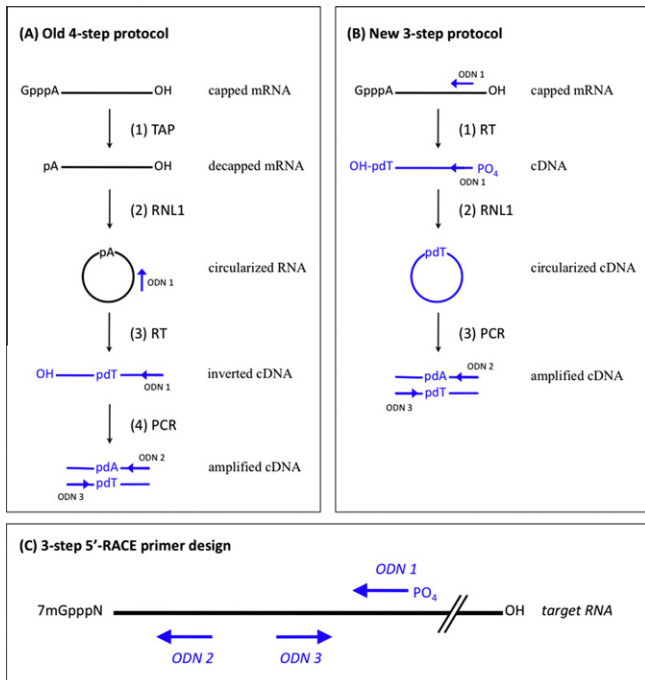 (A) Old 4-step protocol
GpppA OH capped mRNA
(1) TAP
pA OH decapped mRNA
(2) RNL1
pA
ODN 1
circularized RNA
(3) RT
OH pdT ODN 1 inverted cDNA
(4) PCR
ODN 2
pdA
amplified cDNA
pdT
ODN 3
(B) New 3-step protocol
ODN 1
GpppA OH capped mRNA
(1) RT
OH-pdT PO4 cDNA
ODN 1
(2) RNL1
pdT
circularized cDNA
(3) PCR
ODN 2
pdA
amplified cDNA
pdT
ODN 3
(C) 3-step 5’-RACE primer design
ODN 1
PO4
7mGpppN OH target RNA
ODN 2 ODN 3